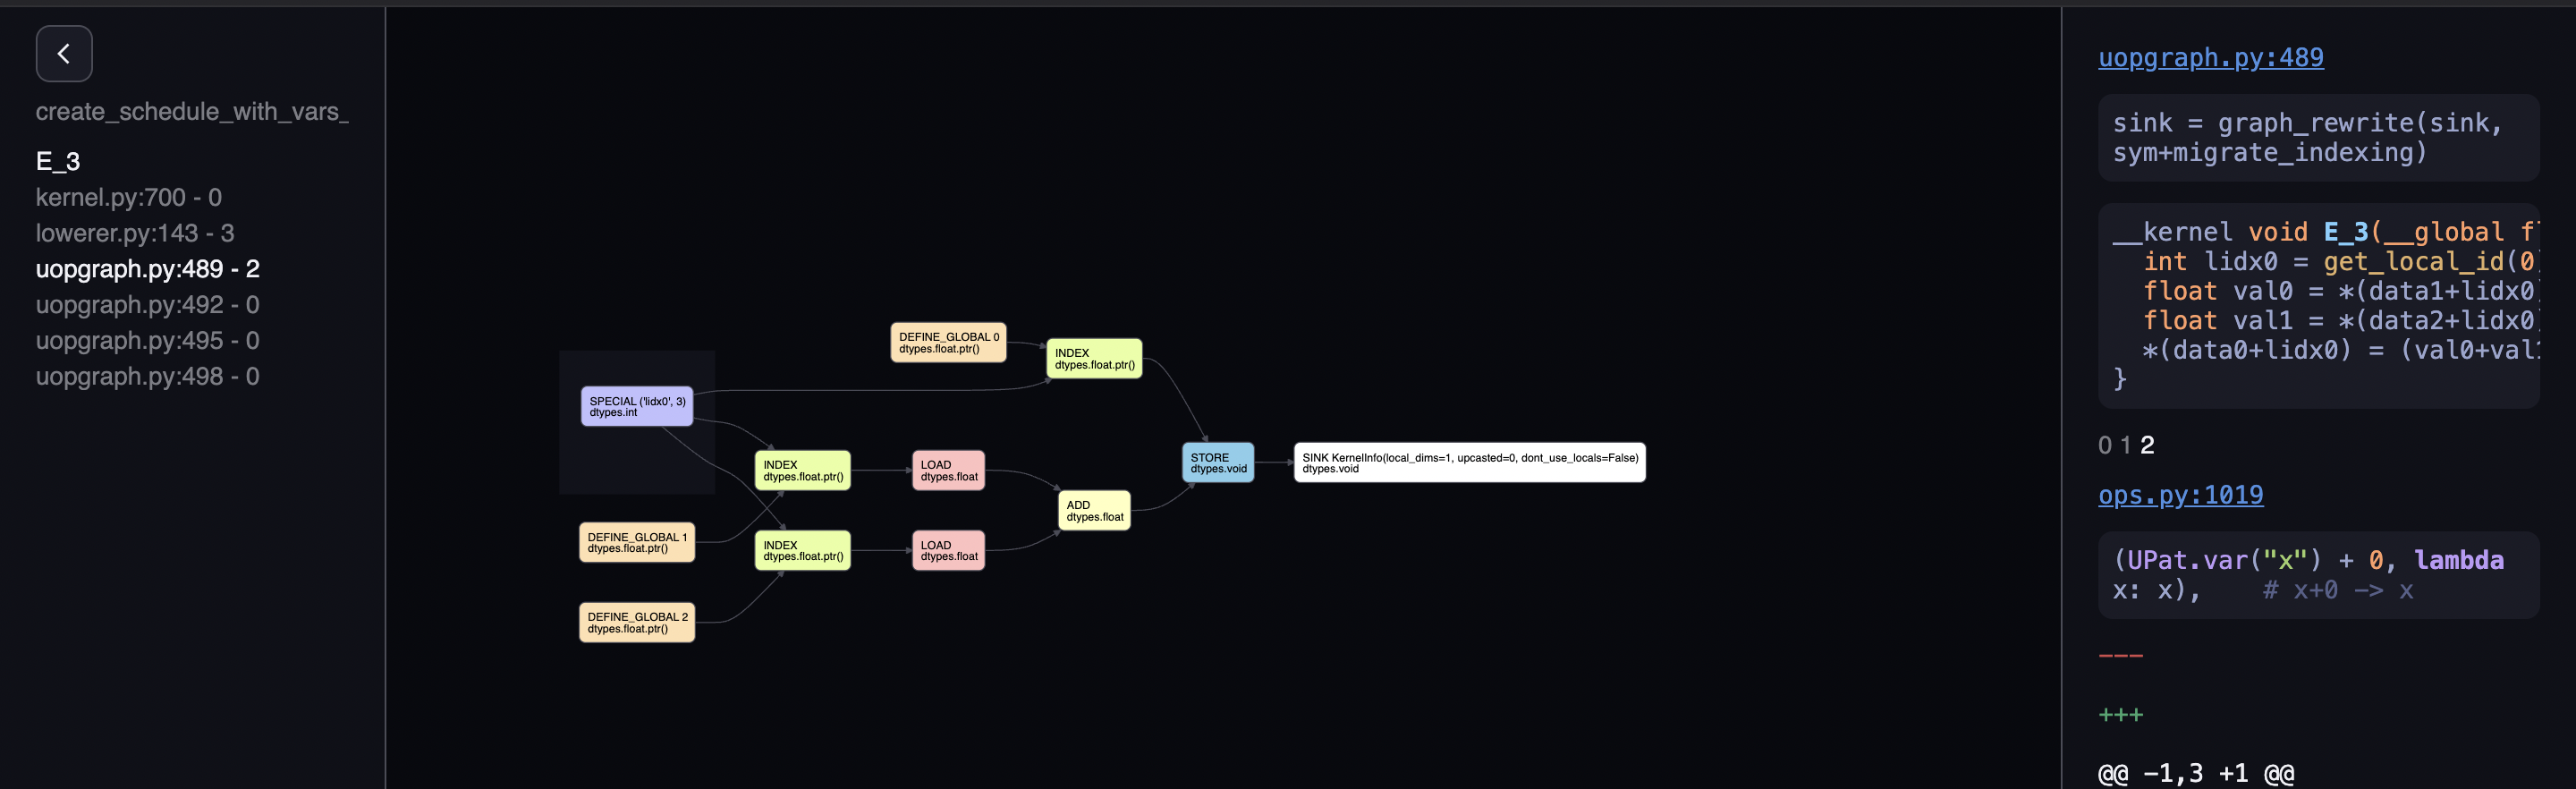 create_schedule_with_vars_
E_3
kernel.py:700 - 0
lowerer.py:143 - 3
uopgraph.py:489 - 2
uopgraph.py:492 - 0
uopgraph.py:495 - 0
uopgraph.py:498 - 0
DEFINE_GLOBAL 0
dtypes.float.ptr()
INDEX
dtypes.float.ptr()
SPECIAL ('lidx0', 3)
dtypes.int
INDEX
dtypes.float.ptr()
LOAD
dtypes.float
STORE
dtypes.void
SINK KernelInfo(local_dims=1, upcasted=0, dont_use_locals=False)
dtypes.void
ADD
dtypes.float
DEFINE_GLOBAL 1
dtypes.float.ptr()
INDEX
dtypes.float.ptr()
LOAD
dtypes.float
DEFINE_GLOBAL 2
dtypes.float.ptr()
uopgraph.py:489
sink = graph_rewrite(sink,
sym+migrate_indexing)
__kernel void E_3(__global f
int lidx0 = get_local_id(0
float val0 = *(data1+lidx0
float val1 = *(data2+lidx0
*(data0+lidx0) = (val0+val1
}
0 1 2
ops.py:1019
(UPat.var("x") + 0, lambda
x: x),    # x+0 -> x
---
+++
@@ -1,3 +1 @@